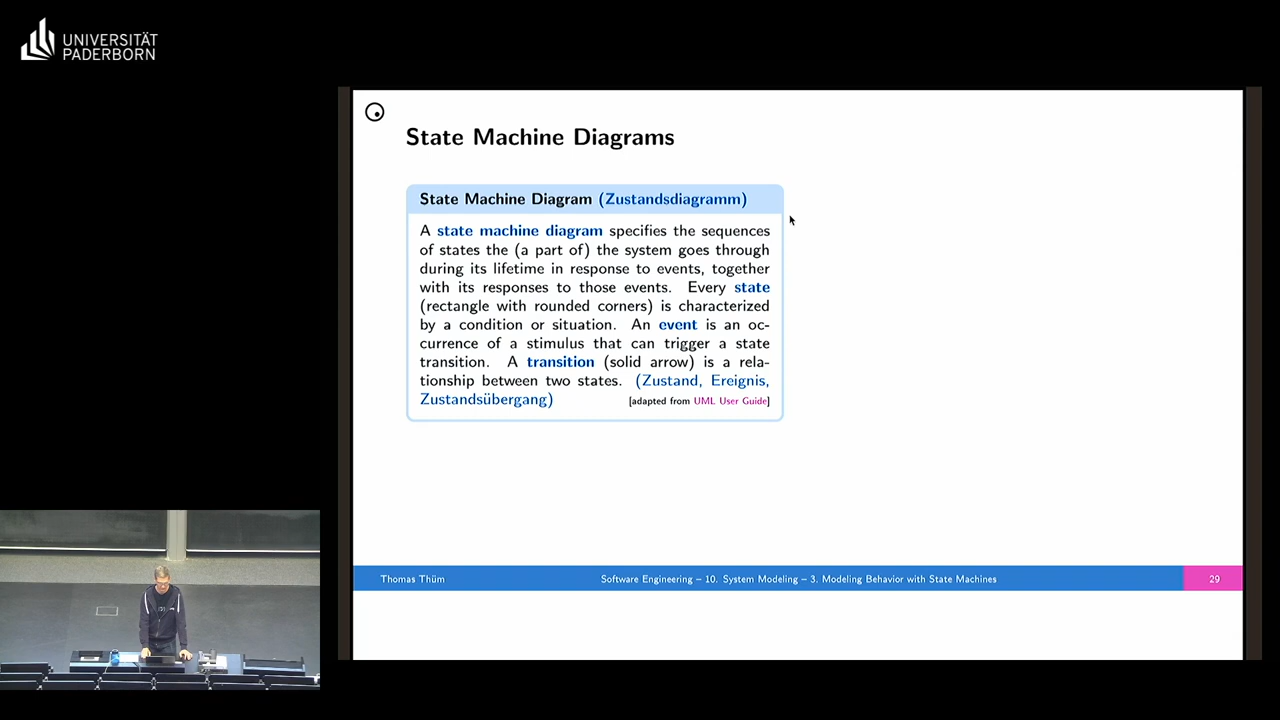 UNIVERSITÄT
PADERBORN
State Machine Diagrams
State Machine Diagram (Zustandsdiagramm)
A state machine diagram specifies the sequences
of states the (a part of) the system goes through
during its lifetime in response to events, together
with its responses to those events. Every state
(rectangle with rounded corners) is characterized
by a condition or situation. An event is an oc-
currence of a stimulus that can trigger a state
transition. A transition (solid arrow) is a rela-
tionship between two states. (Zustand, Ereignis,
Zustandsübergang) [adapted from UML User Guide]
Thomas Thüm Software Engineering – 10. System Modeling – 3. Modeling Behavior with State Machines 29